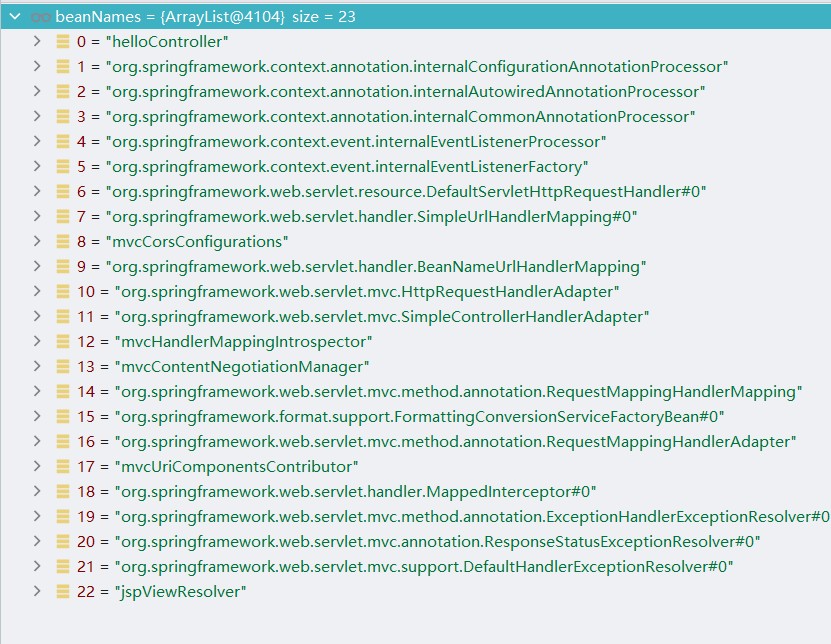 beanNames = {ArrayList@4104} size = 23
0 = "helloController"
1 = "org.springframework.context.annotation.internalConfigurationAnnotationProcessor"
2 = "org.springframework.context.annotation.internalAutowiredAnnotationProcessor"
3 = "org.springframework.context.annotation.internalCommonAnnotationProcessor"
4 = "org.springframework.context.event.internalEventListenerProcessor"
5 = "org.springframework.context.event.internalEventListenerFactory"
6 = "org.springframework.web.servlet.resource.DefaultServletHttpRequestHandler#0"
7 = "org.springframework.web.servlet.handler.SimpleUrlHandlerMapping#0"
8 = "mvcCorsConfigurations"
9 = "org.springframework.web.servlet.handler.BeanNameUrlHandlerMapping"
10 = "org.springframework.web.servlet.mvc.HttpRequestHandlerAdapter"
11 = "org.springframework.web.servlet.mvc.SimpleControllerHandlerAdapter"
12 = "mvcHandlerMappingIntrospector"
13 = "mvcContentNegotiationManager"
14 = "org.springframework.web.servlet.mvc.method.annotation.RequestMappingHandlerMapping"
15 = "org.springframework.format.support.FormattingConversionServiceFactoryBean#0"
16 = "org.springframework.web.servlet.mvc.method.annotation.RequestMappingHandlerAdapter"
17 = "mvcUriComponentsContributor"
18 = "org.springframework.web.servlet.handler.MappedInterceptor#0"
19 = "org.springframework.web.servlet.mvc.method.annotation.ExceptionHandlerExceptionResolver#0
20 = "org.springframework.web.servlet.mvc.annotation.ResponseStatusExceptionResolver#0"
21 = "org.springframework.web.servlet.mvc.support.DefaultHandlerExceptionResolver#0"
22 = "jspViewResolver"